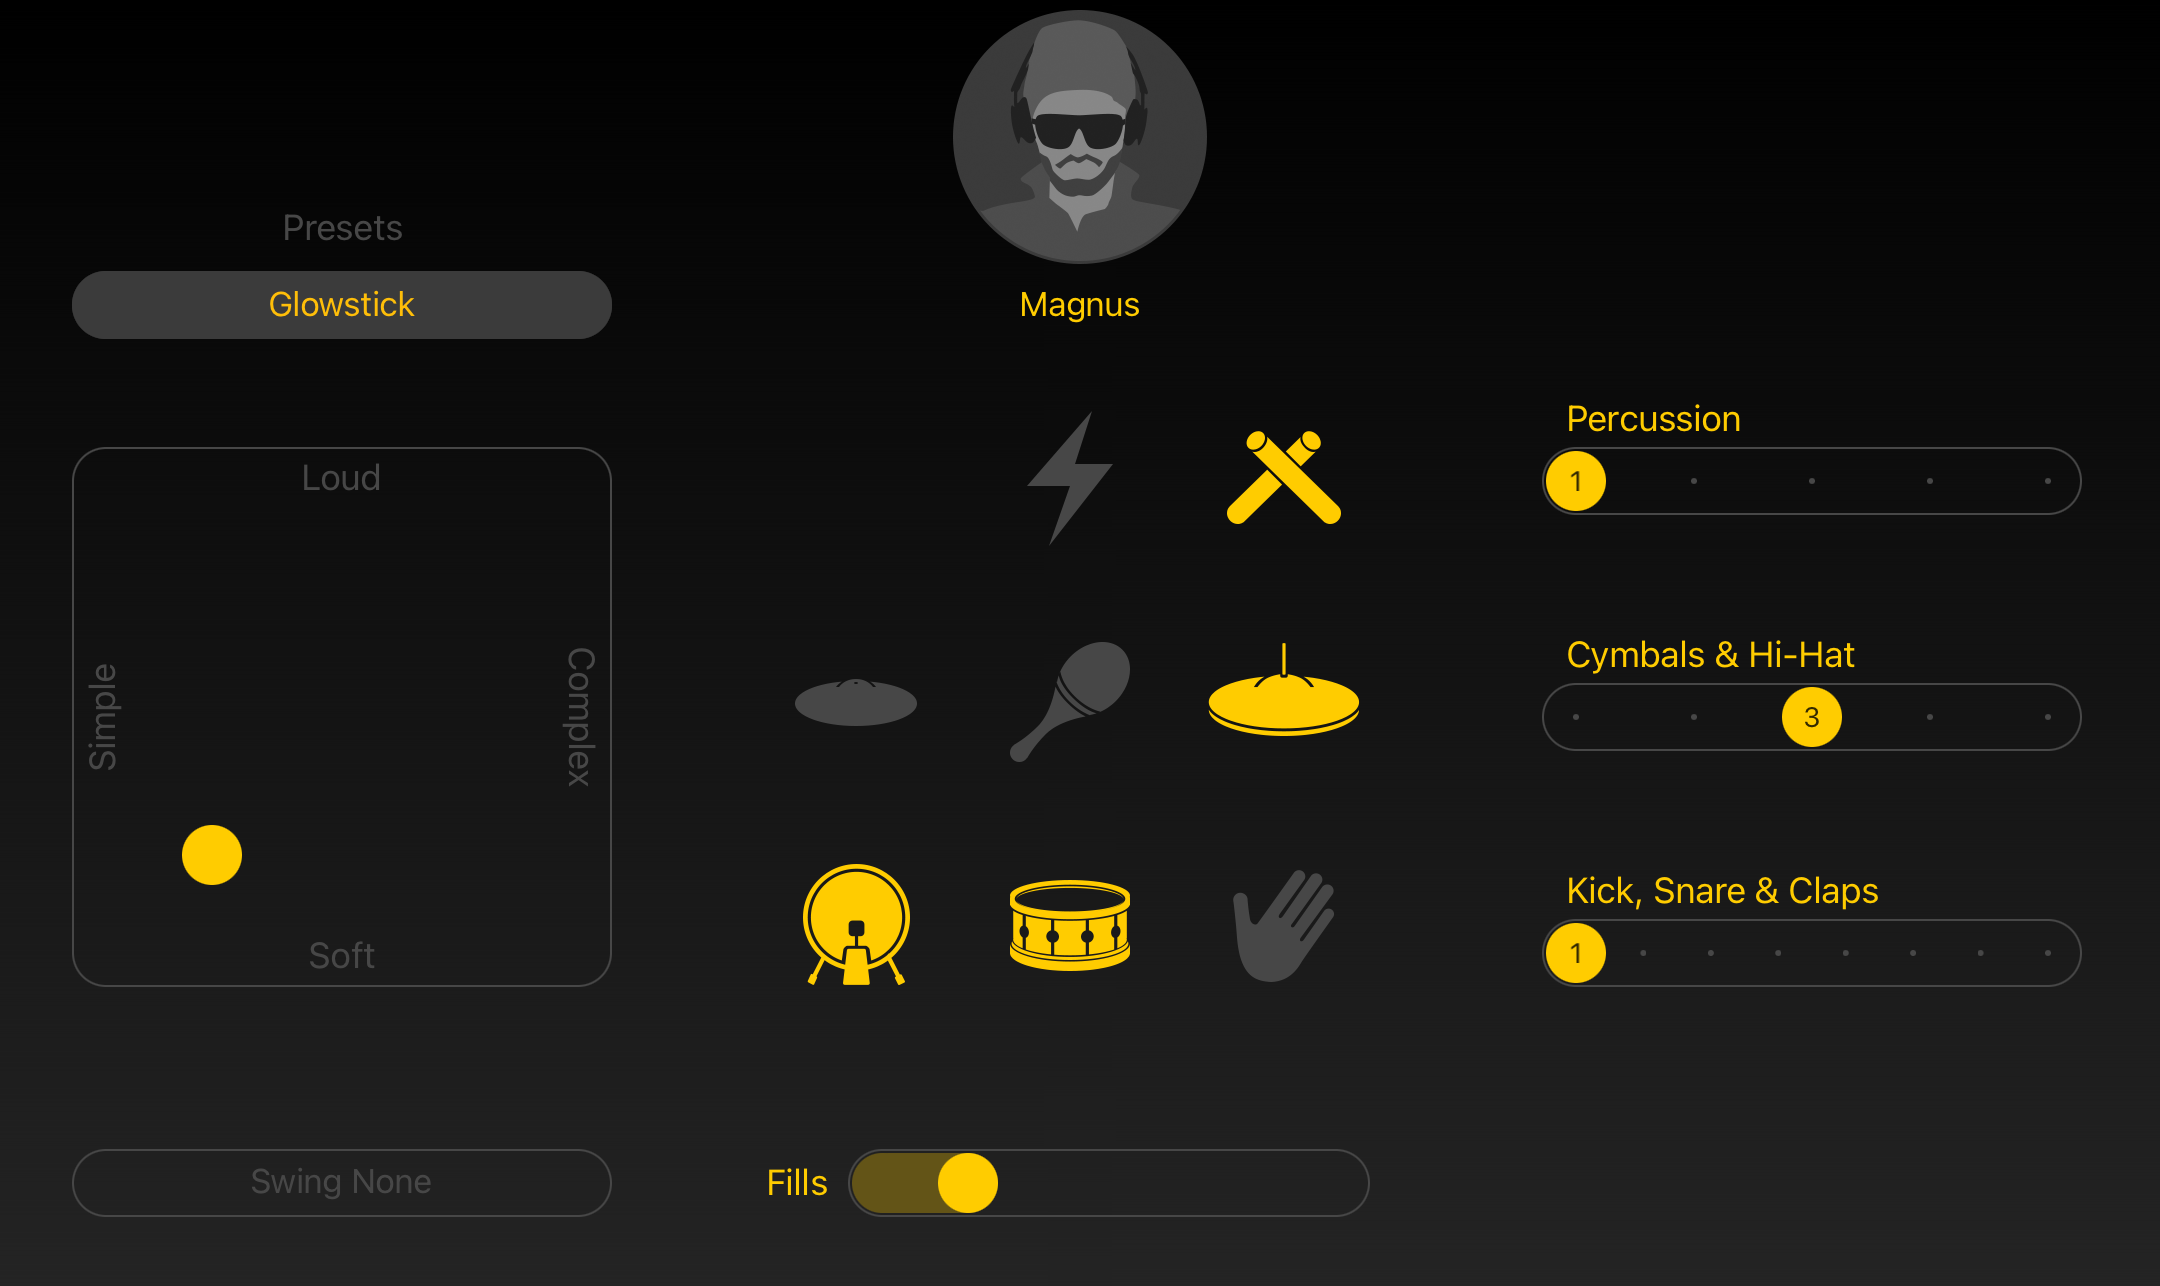 Presets
Glowstick
Magnus
Loud
Simple
Complex
Soft
Percussion
1
Cymbals & Hi-Hat
3
Kick, Snare & Claps
1
Swing None
Fills